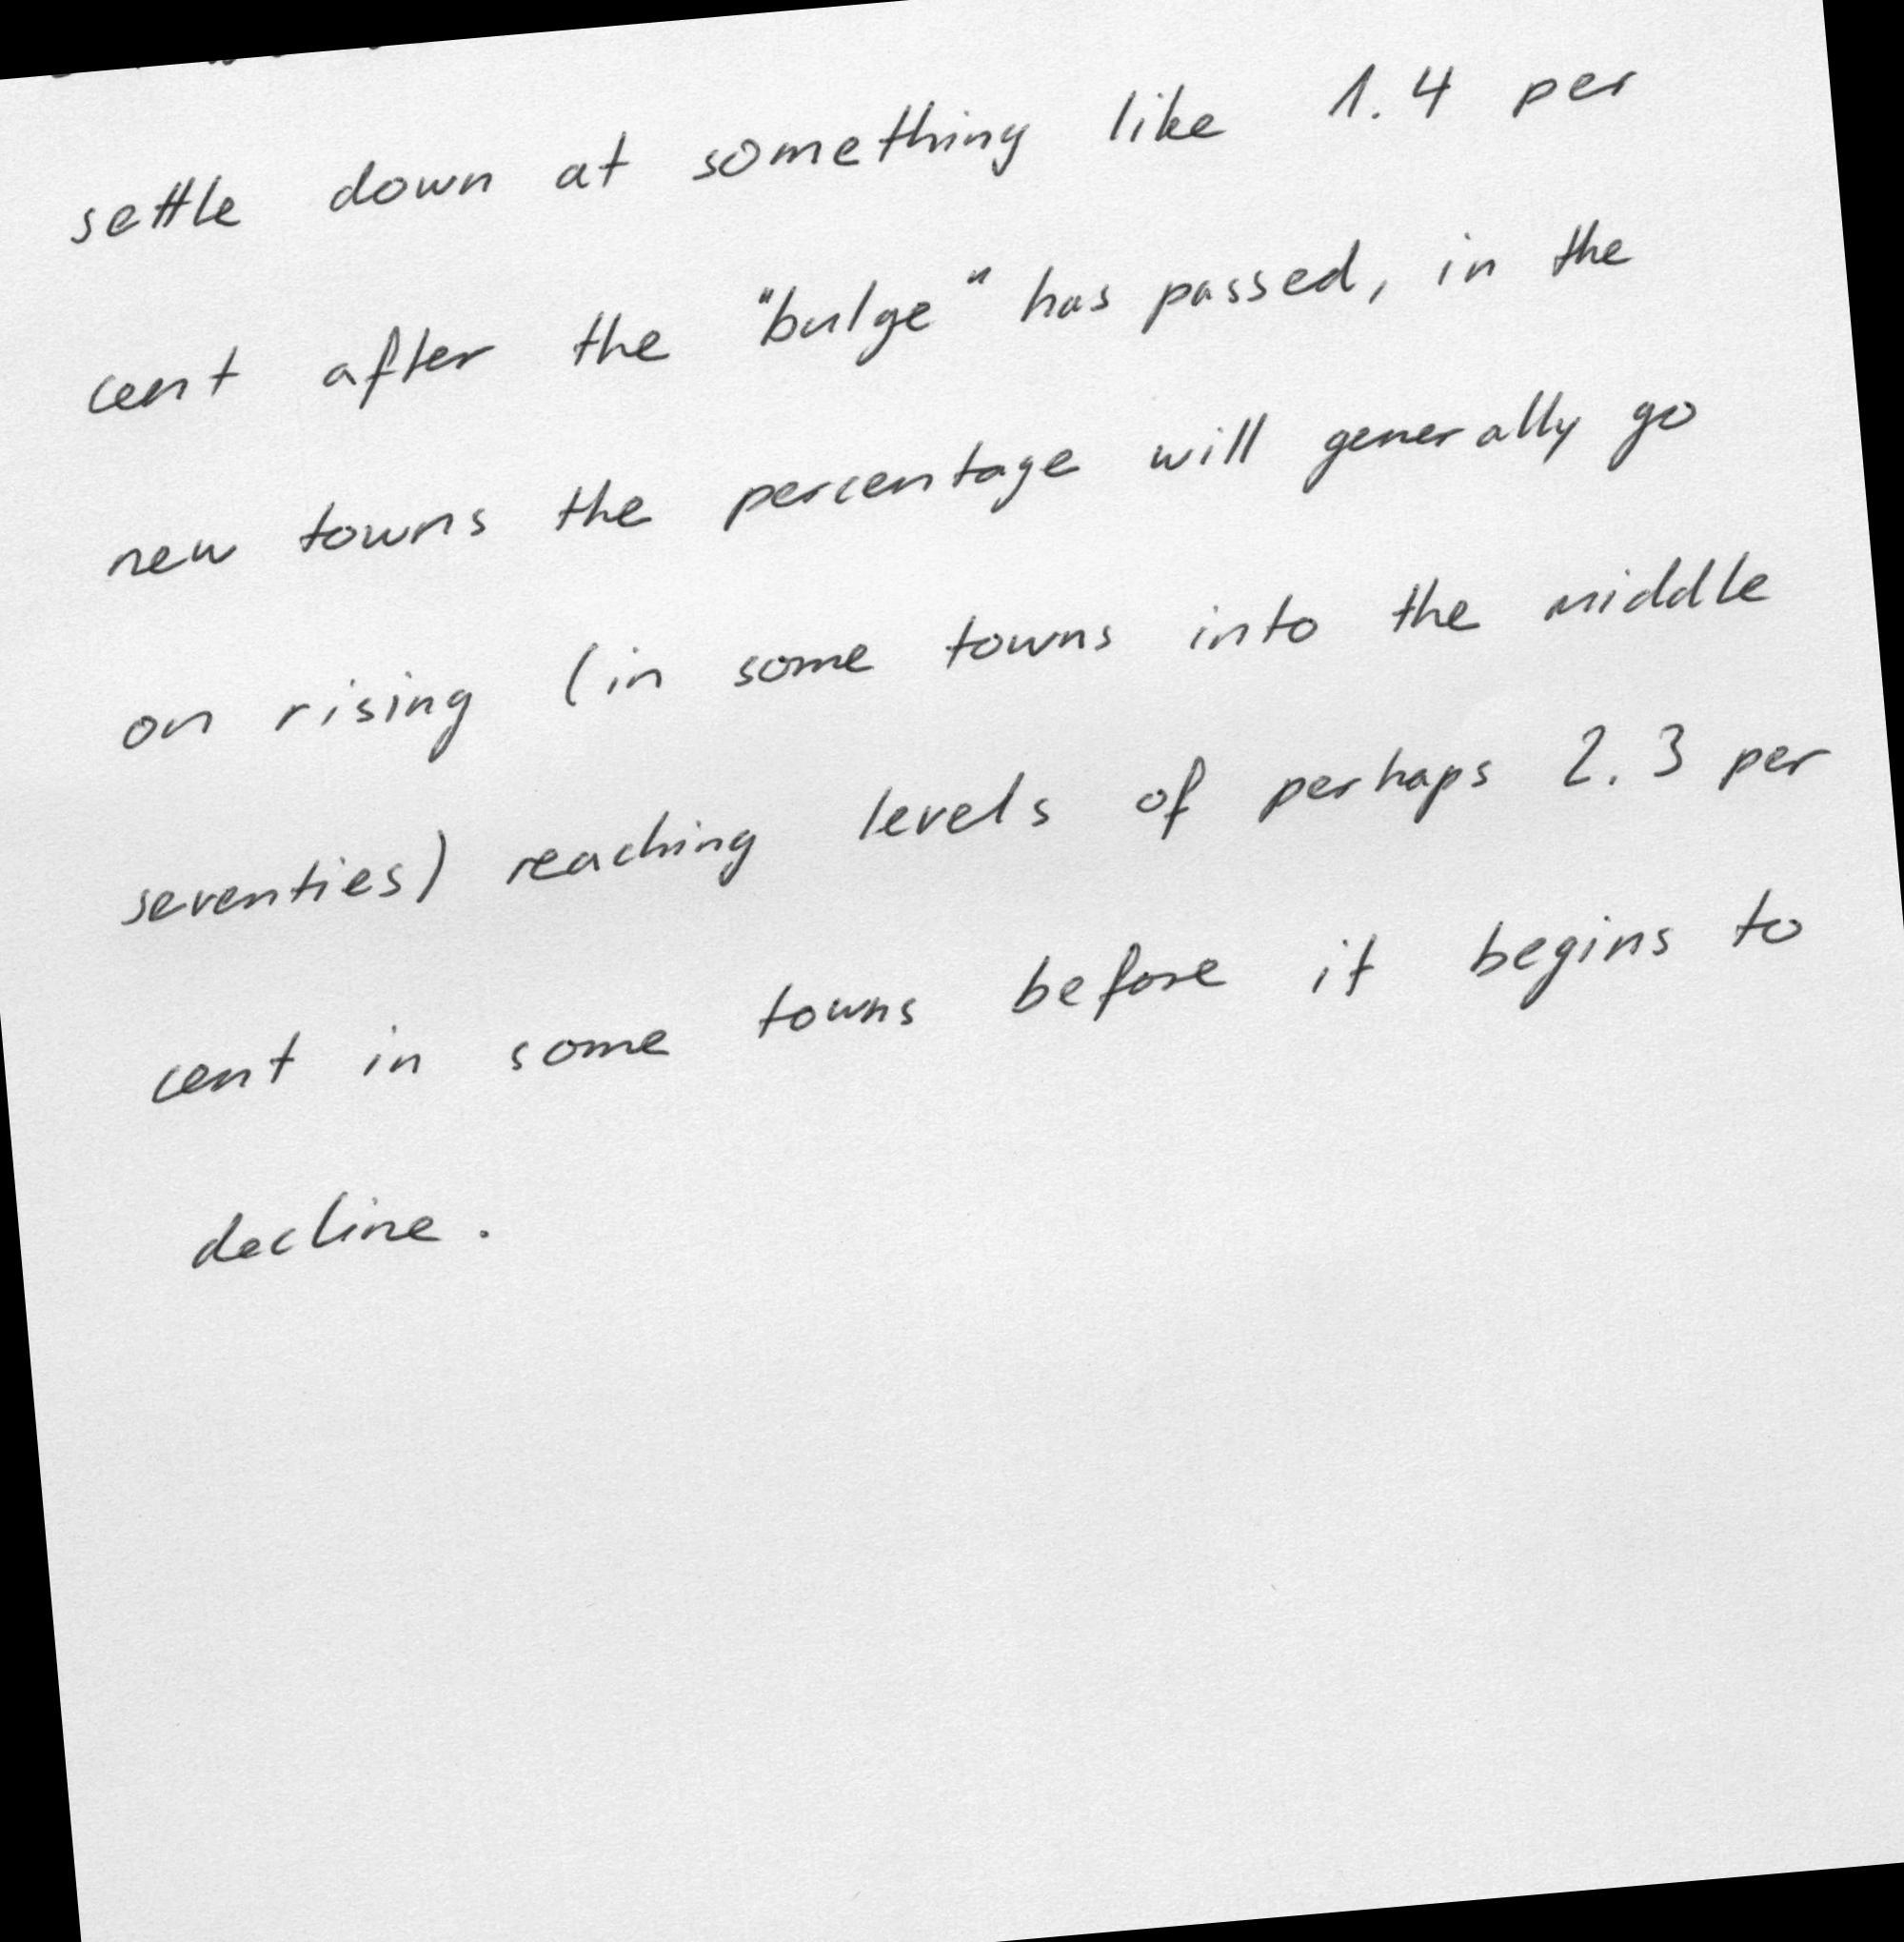 settle down at something like 1.4 per
cent after the "bulge" has passed, in the
new towns the percentage will generally go
on rising (in some towns into the middle
seventies) reaching levels of perhaps 2.3 per
cent in some towns before it begins to
decline.